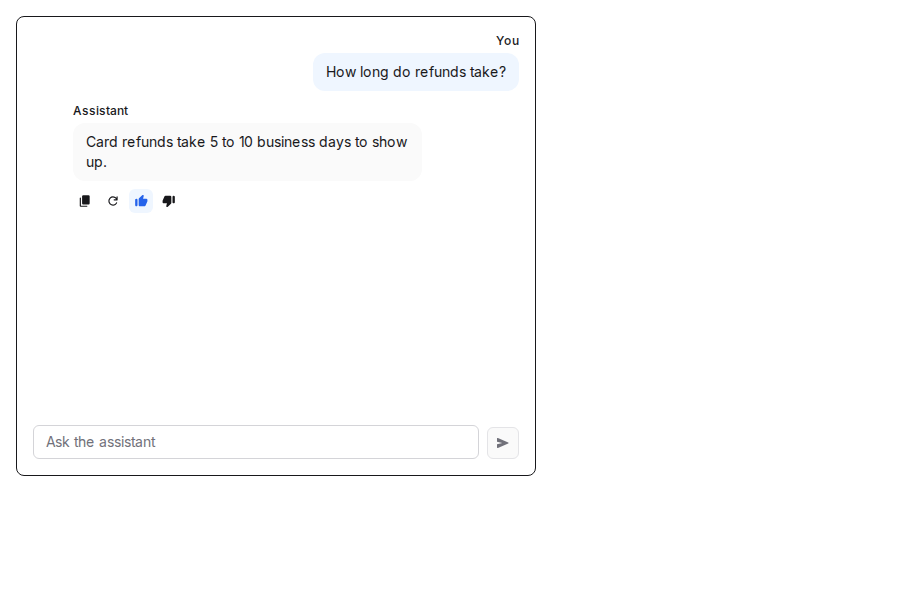 You
How long do refunds take?
Assistant
Card refunds take 5 to 10 business days to show
up.
Ask the assistant